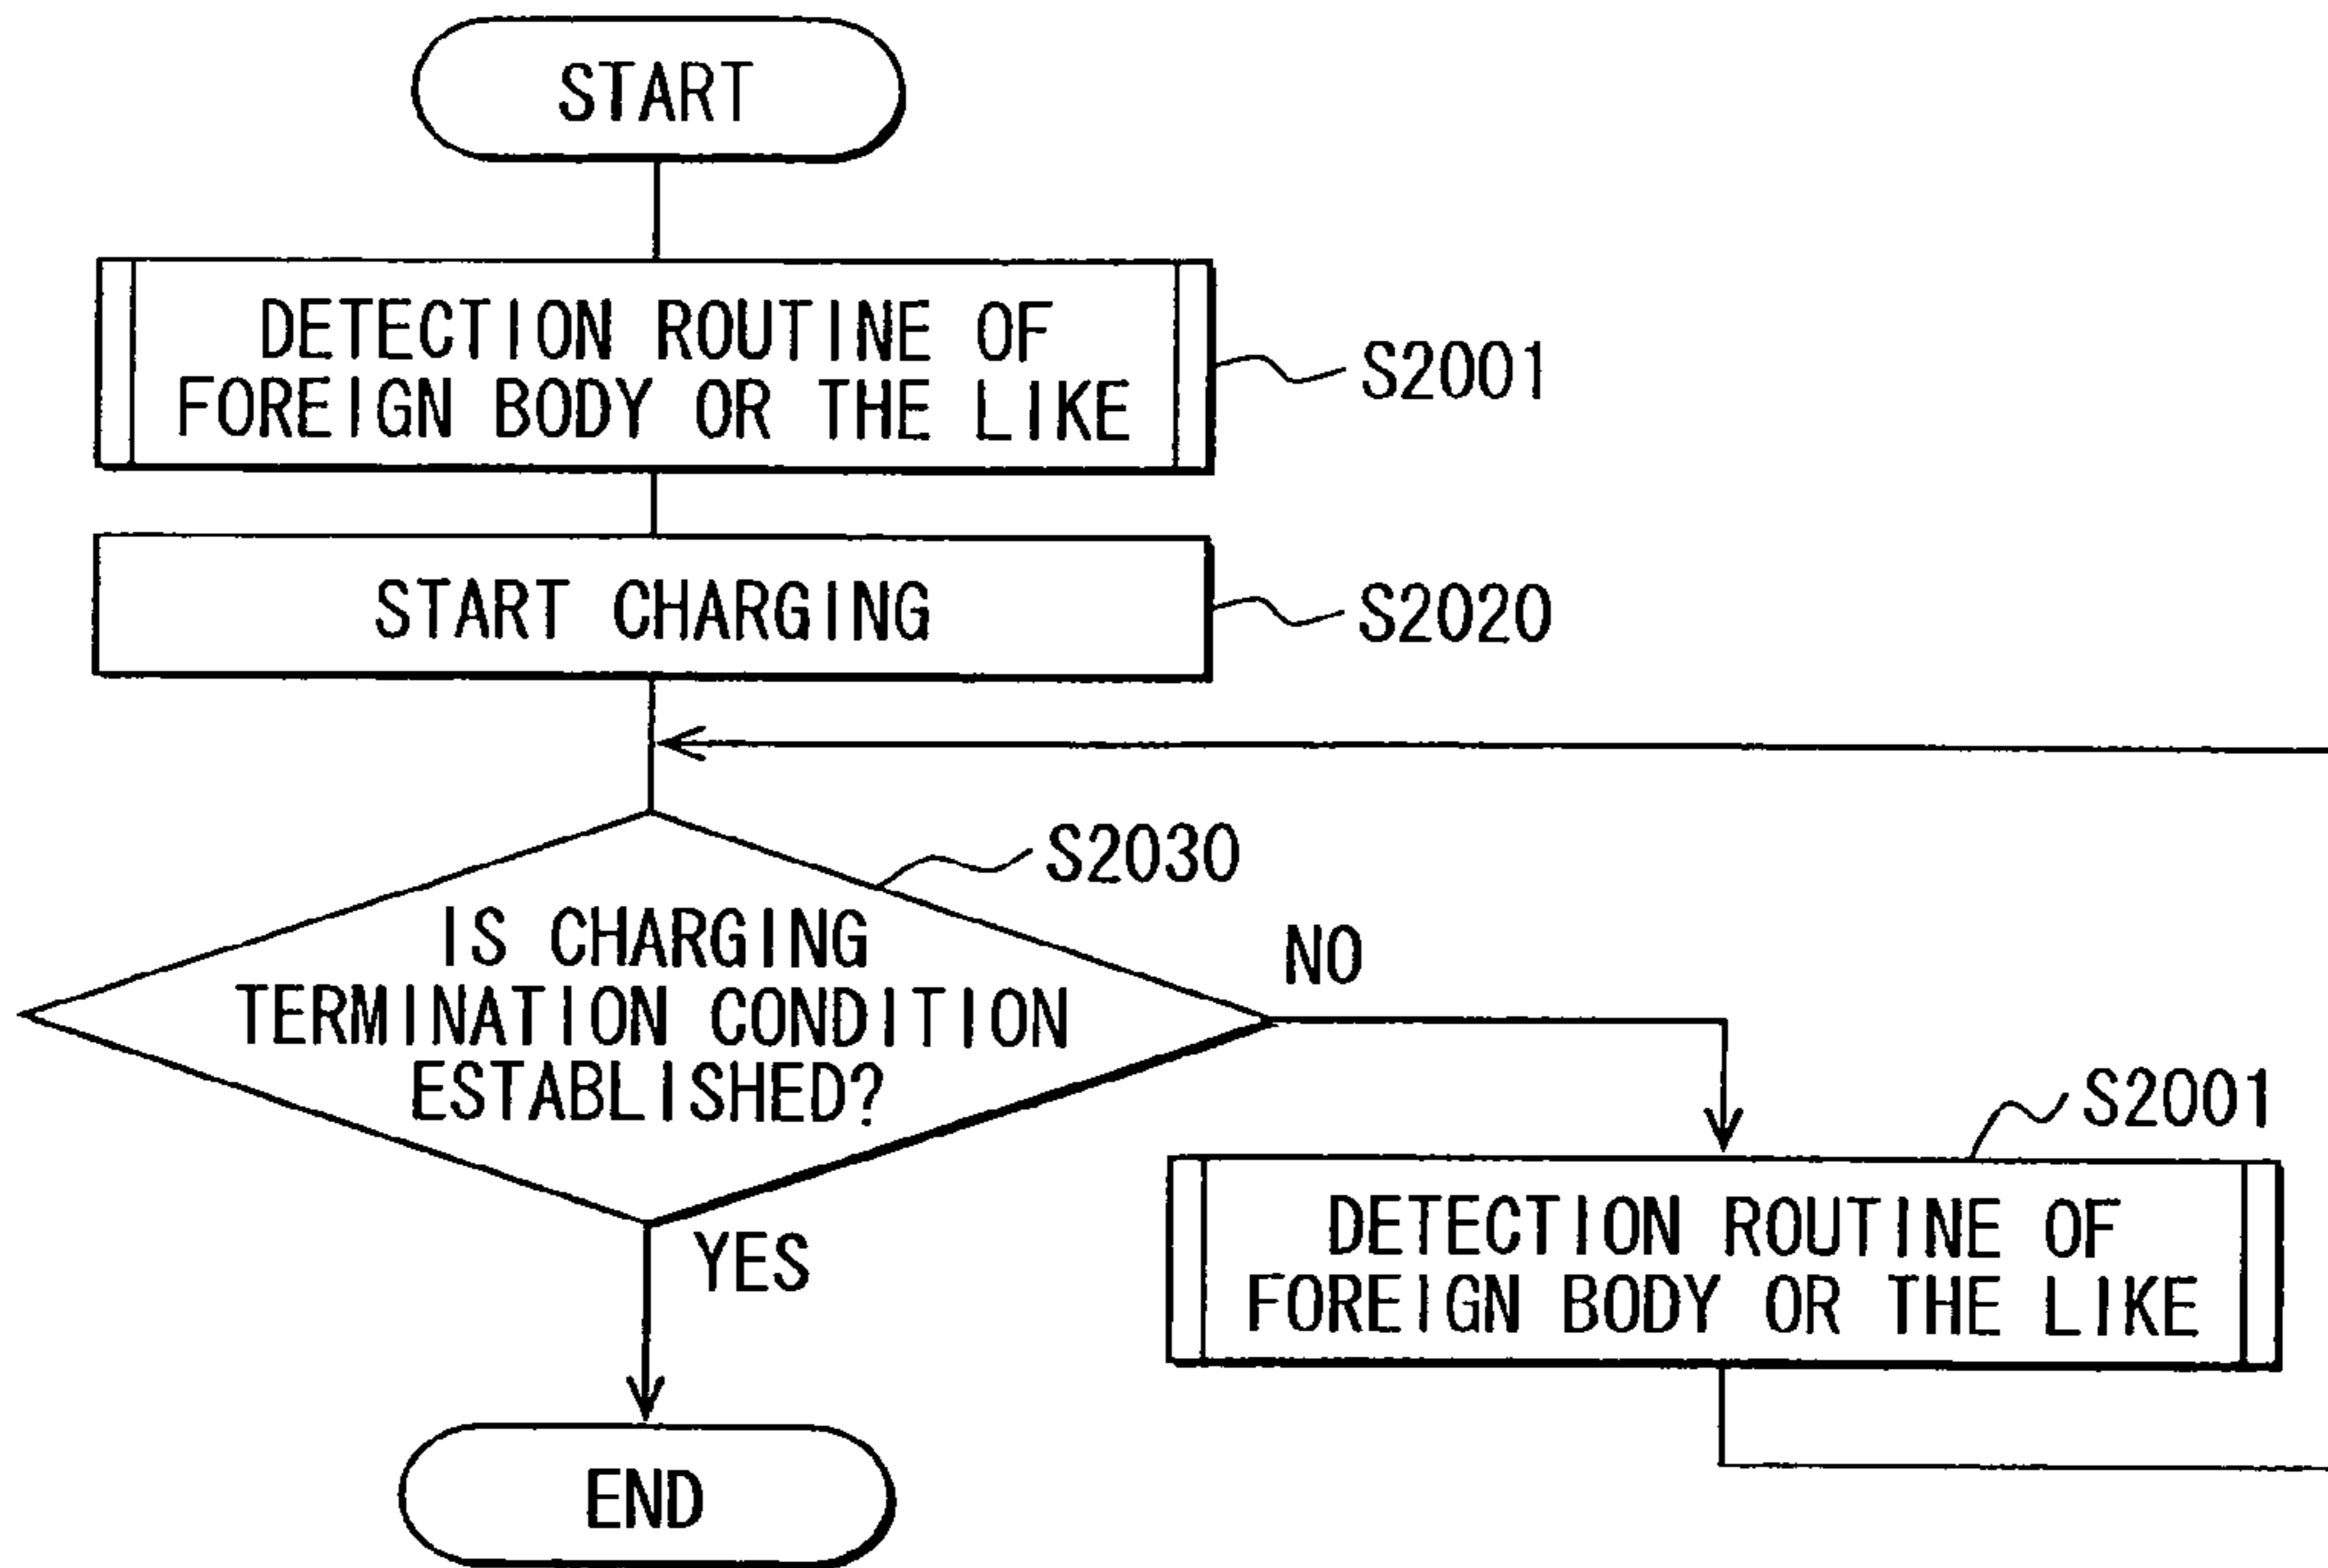 START
DETECTION ROUTINE OF
FOREIGN BODY OR THE LIKE
S2001
START CHARGING
S2020
S2030
IS CHARGING
TERMINATION CONDITION
ESTABLISHED?
NO
YES
S2001
DETECTION ROUTINE OF
FOREIGN BODY OR THE LIKE
END